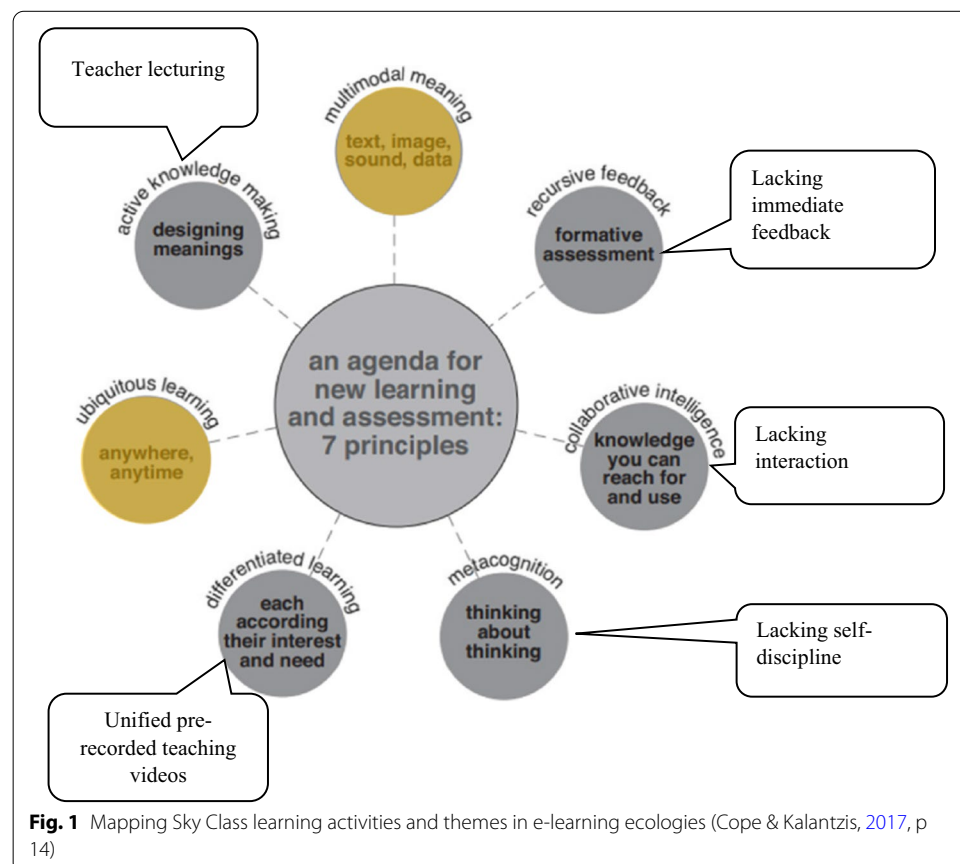 Teacher lecturing
multimodal meaning
text, image,
sound, data
active knowledge making
designing
meanings
recursive feedback
formative
assessment
Lacking
immediate
feedback
an agenda for
new learning
and assessment:
7 principles
ubiquitous learning
anywhere,
anytime
collaborative intelligence
knowledge
you can
reach for
and use
Lacking
interaction
differentiated learning
each
according
their interest
and need
metacognition
thinking
about
thinking
Lacking self-
discipline
Unified pre-
recorded teaching
videos
Fig. 1 Mapping Sky Class learning activities and themes in e-learning ecologies (Cope & Kalantzis, 2017, p
14)